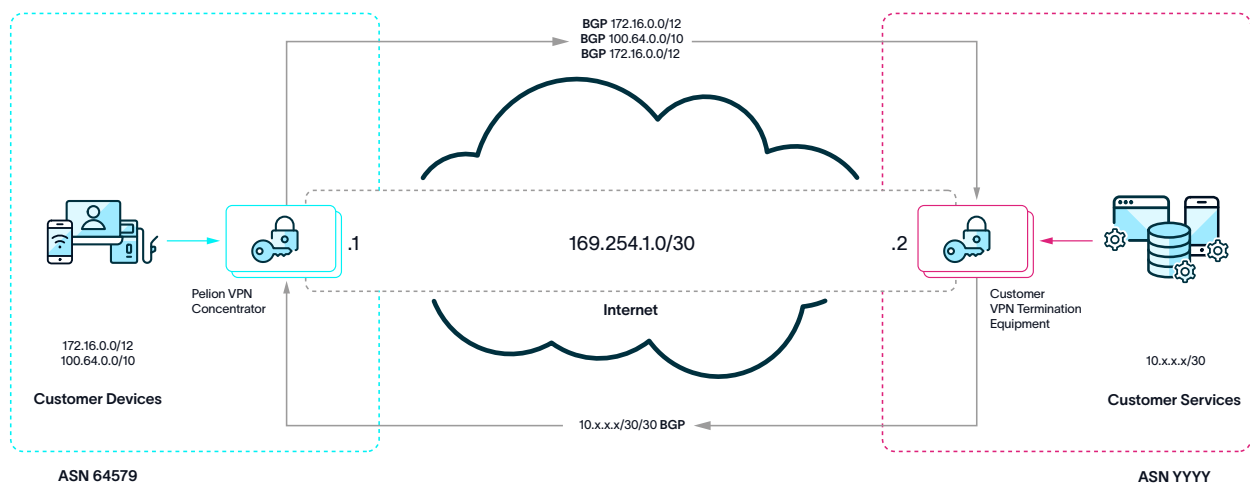 BGP 172.16.0.0/12
BGP 100.64.0.0/10
BGP 172.16.0.0/12
.1
169.254.1.0/30
.2
Pelion VPN
Concentrator
Internet
Customer
VPN Termination
Equipment
172.16.0.0/12
100.64.0.0/10
10.x.x.x/30
Customer Devices
Customer Services
10.x.x.x/30/30 BGP
ASN 64579
ASN YYYY